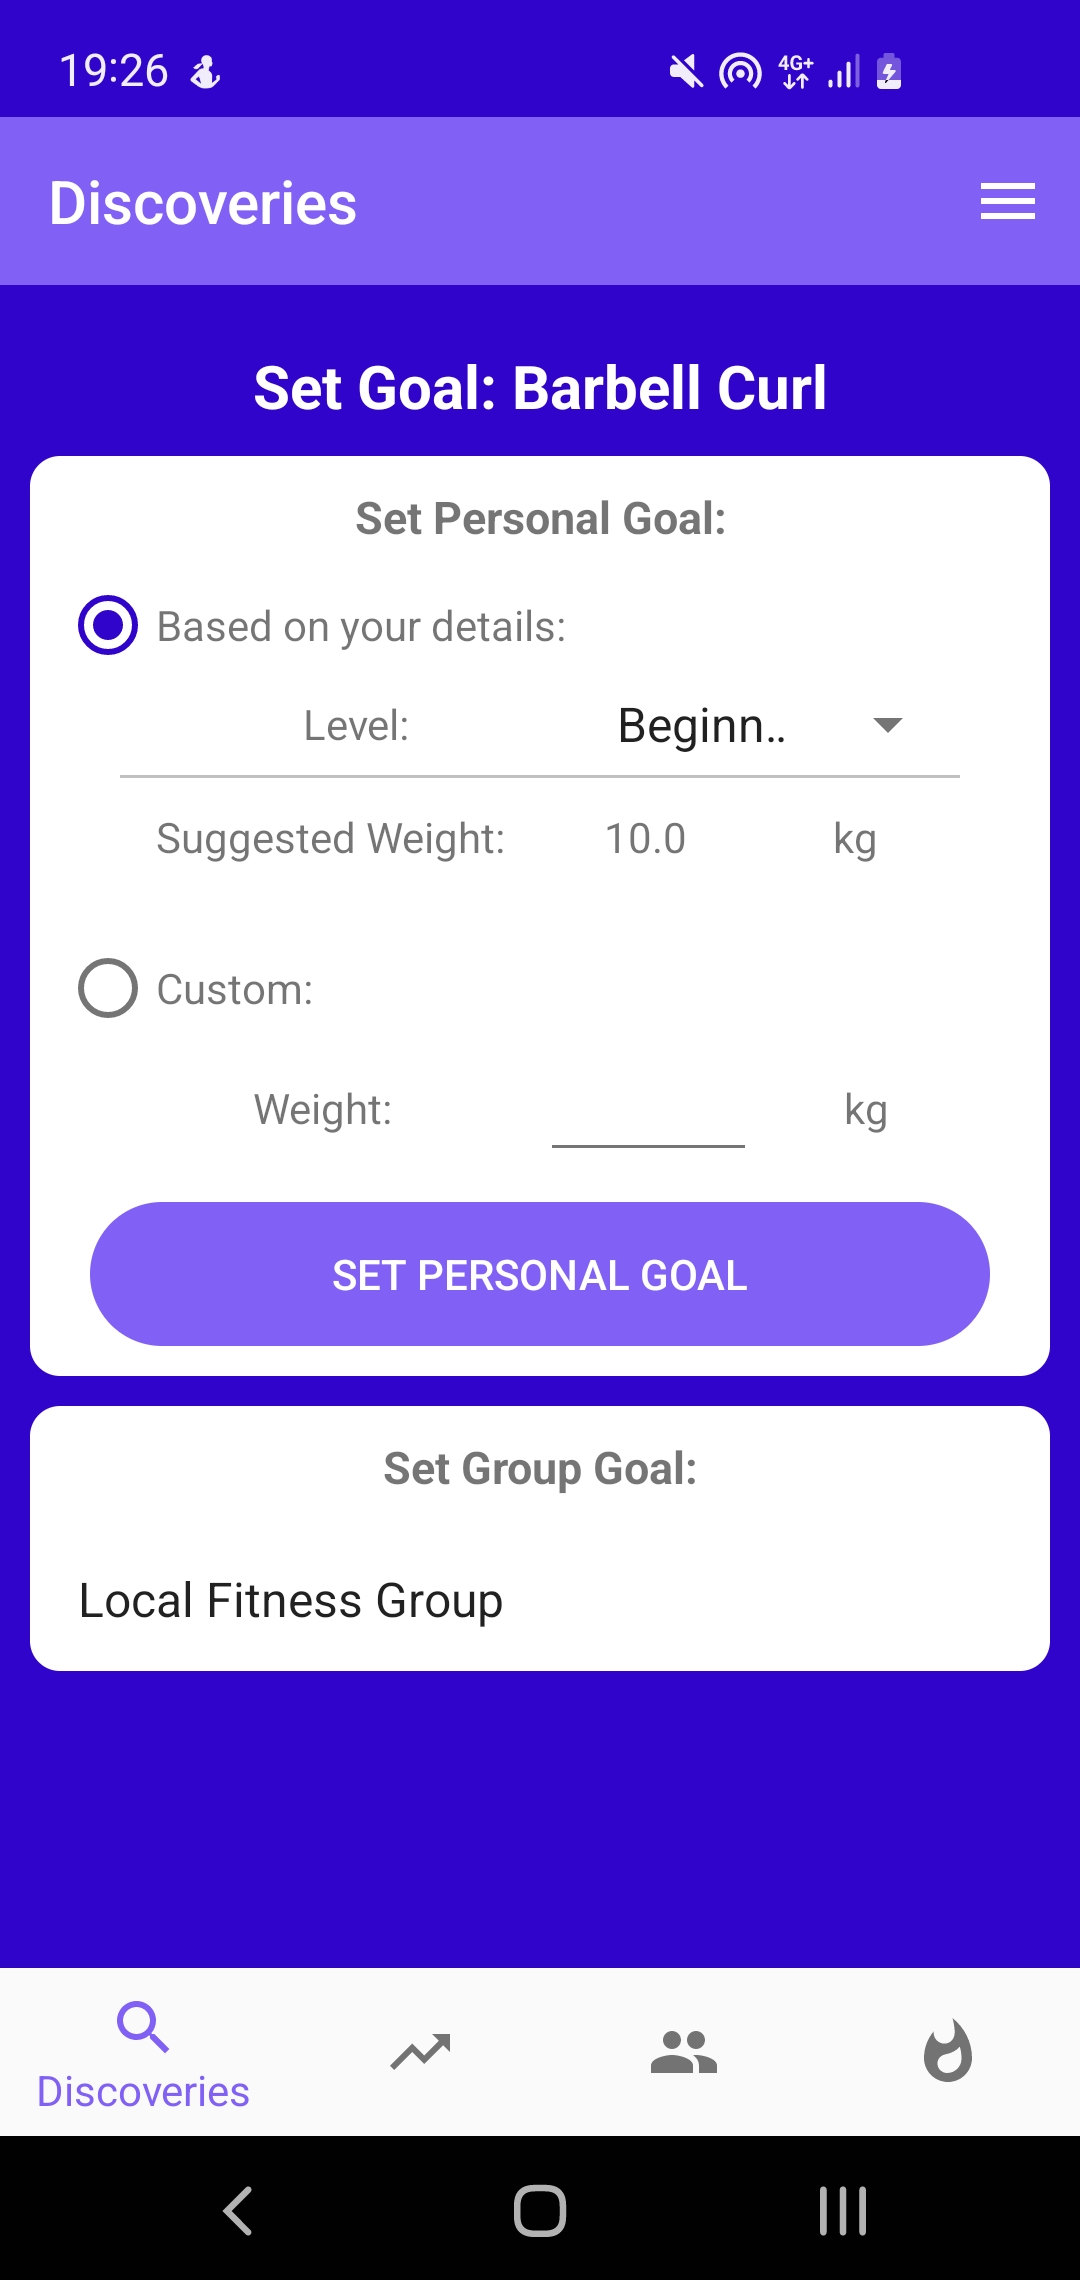 19:26
4G+
Discoveries
Set Goal: Barbell Curl
Set Personal Goal:
Based on your details:
Level: Beginn..
Suggested Weight: 10.0 kg
Custom:
Weight: kg
SET PERSONAL GOAL
Set Group Goal:
Local Fitness Group
Discoveries